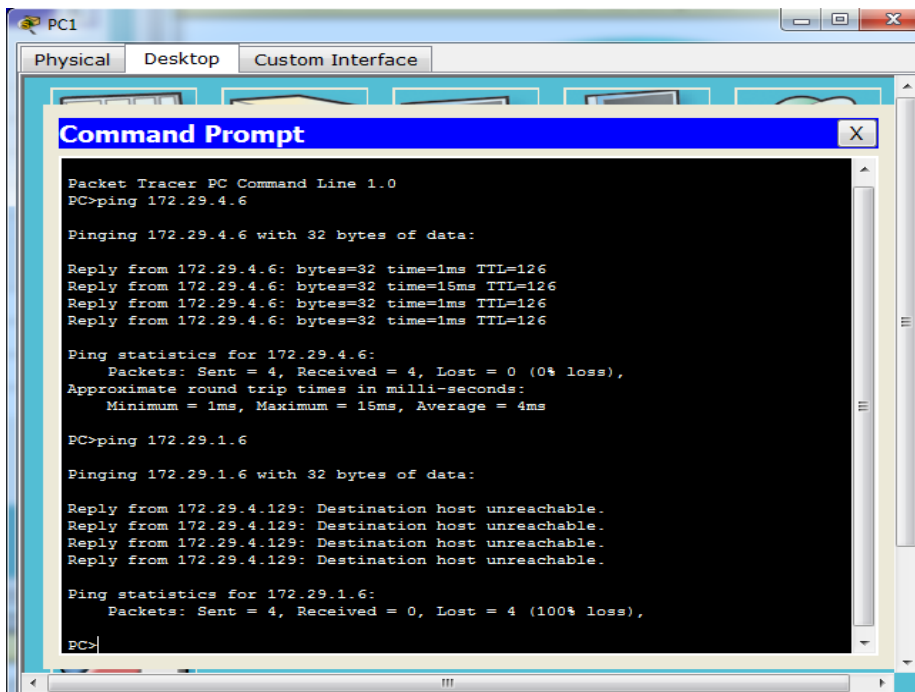 PC1
Physical Desktop Custom Interface
Command Prompt X
Packet Tracer PC Command Line 1.0
PC>ping 172.29.4.6
Pinging 172.29.4.6 with 32 bytes of data:
Reply from 172.29.4.6: bytes=32 time=1ms TTL=126
Reply from 172.29.4.6: bytes=32 time=15ms TTL=126
Reply from 172.29.4.6: bytes=32 time=1ms TTL=126
Reply from 172.29.4.6: bytes=32 time=1ms TTL=126
Ping statistics for 172.29.4.6:
Packets: Sent = 4, Received = 4, Lost = 0 (0% loss),
Approximate round trip times in milli-seconds:
Minimum = 1ms, Maximum = 15ms, Average = 4ms
PC>ping 172.29.1.6
Pinging 172.29.1.6 with 32 bytes of data:
Reply from 172.29.4.129: Destination host unreachable.
Reply from 172.29.4.129: Destination host unreachable.
Reply from 172.29.4.129: Destination host unreachable.
Reply from 172.29.4.129: Destination host unreachable.
Ping statistics for 172.29.1.6:
Packets: Sent = 4, Received = 0, Lost = 4 (100% loss),
PC>